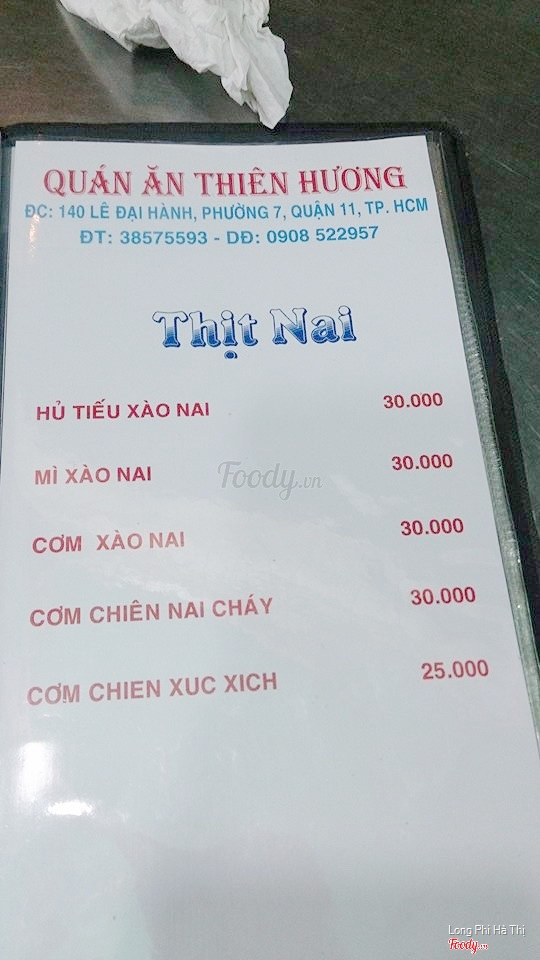 QUÁN ĂN THIÊN HƯƠNG
ĐC: 140 LÊ ĐẠI HÀNH, PHƯỜNG 7, QUẬN 11, TP. HCM
ĐT: 38575593 - DĐ: 0908 522957
Thịt Nai
HỦ TIẾU XÀO NAI 30.000
MÌ XÀO NAI 30.000
Foody.vn
CƠM XÀO NAI 30.000
CƠM CHIÊN NAI CHÁY 30.000
CƠM CHIEN XUC XICH 25.000
Long Phi Hà Thị
Foody.vn